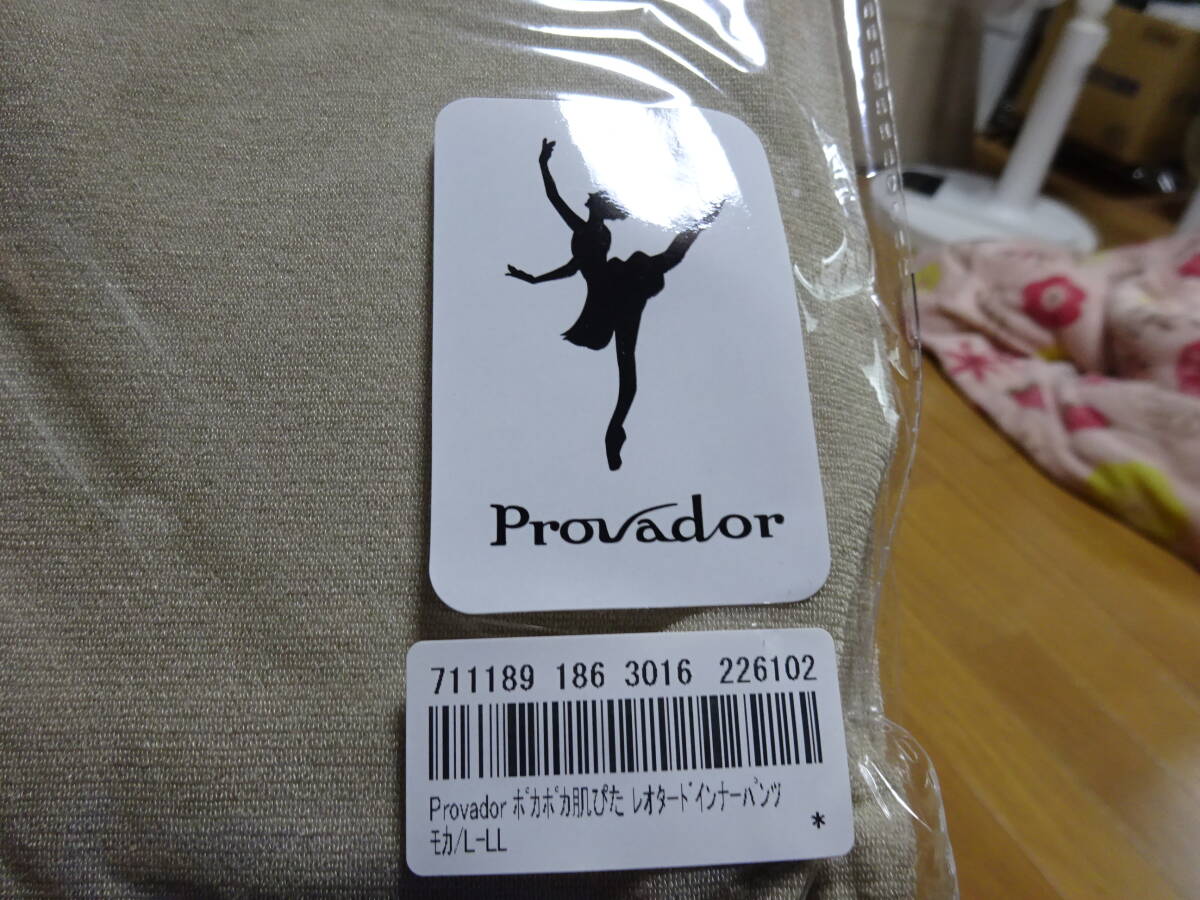 Provador
711189 186 3016 226102
Provador ポカポカ肌ぴた レオタードインナーパンツ
モカ/L-LL
*